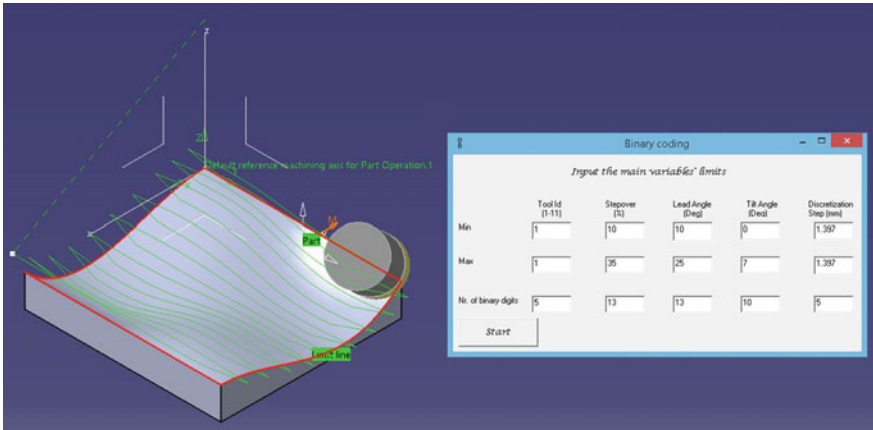 z
Z
Default reference machining axis for Part Operation.1
x
M
Part
Limit line
Binary coding
Input the main variables' limits
Tool Id Stepover Lead Angle Tilt Angle Discretization
(1-11) (%) (Deg) (Deg) Step (mm)
Min 1 10 10 0 1.397
Max 1 35 25 7 1.397
Nr. of binary digits 5 13 13 10 5
Start